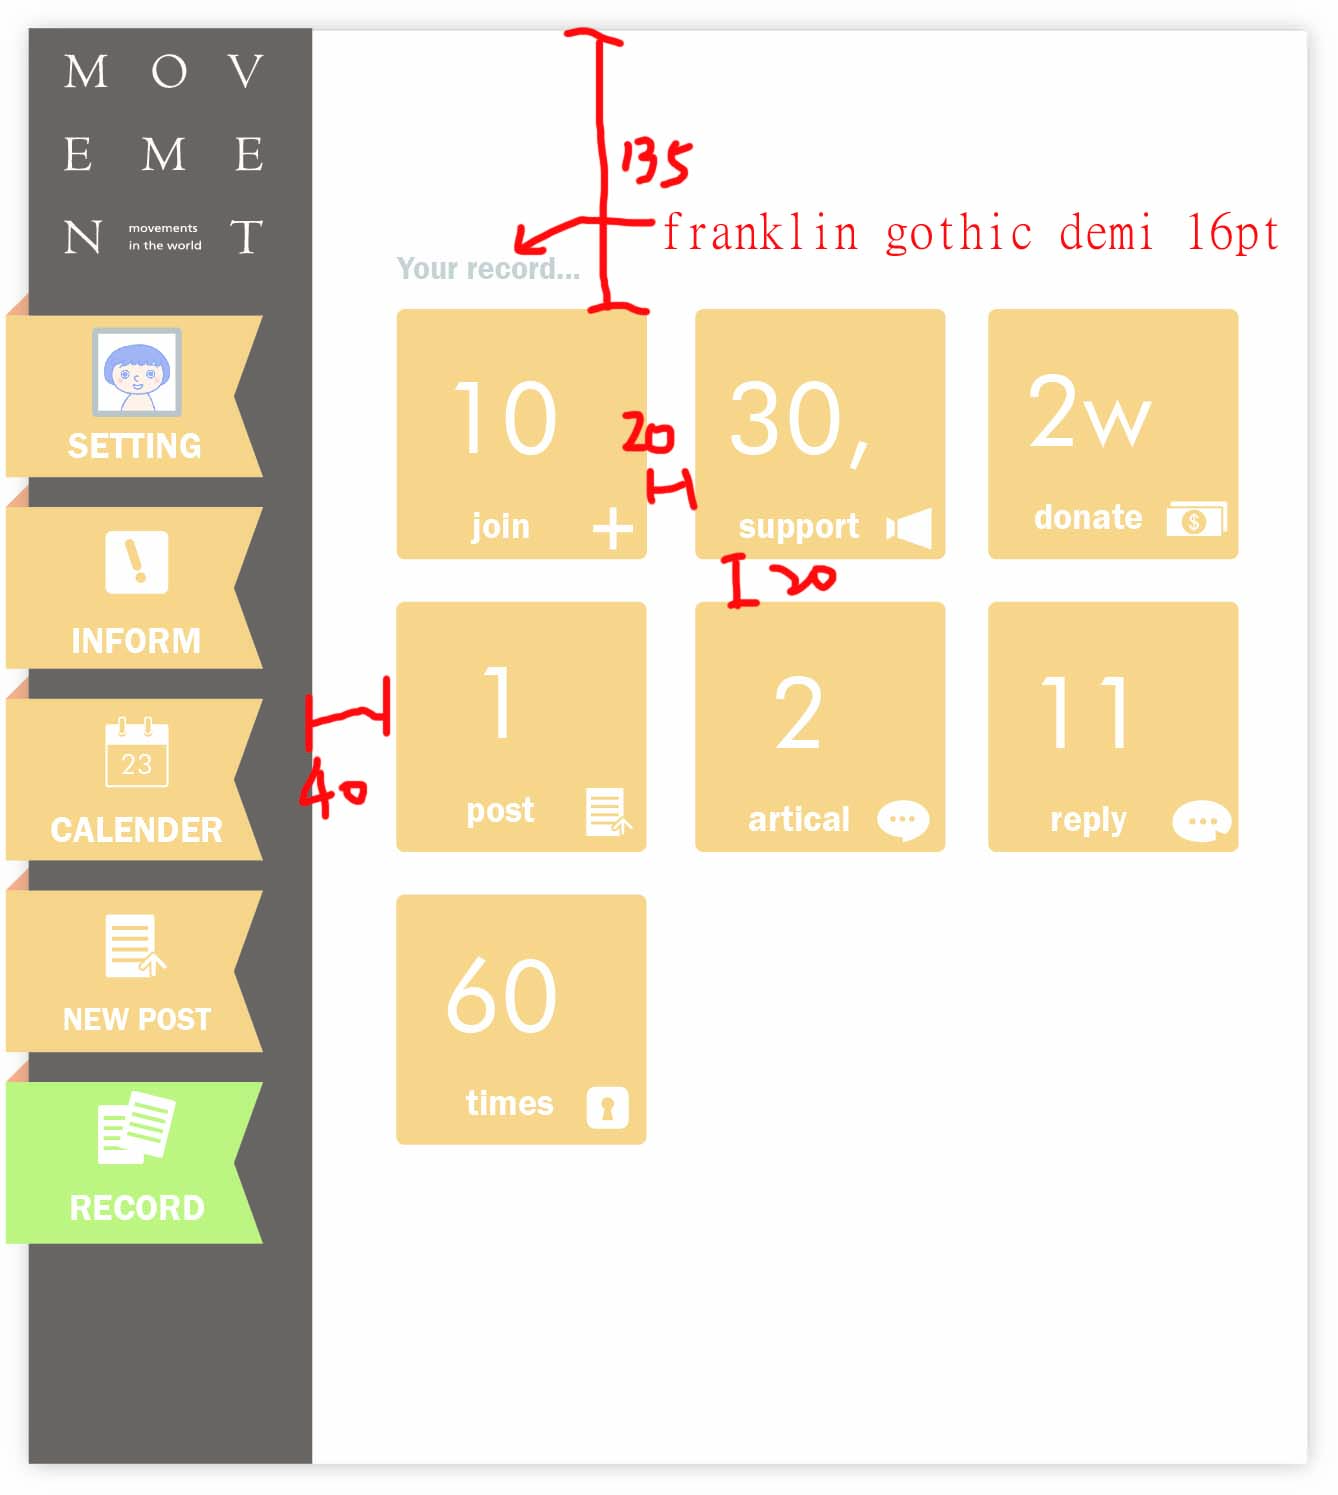 M O V
E M E
N movements in the world T
135
franklin gothic demi 16pt
Your record...
SETTING
10
join
20
30,
support
2w
donate
20
INFORM
40
1
post
2
artical
11
reply
23
CALENDER
60
times
NEW POST
RECORD
$